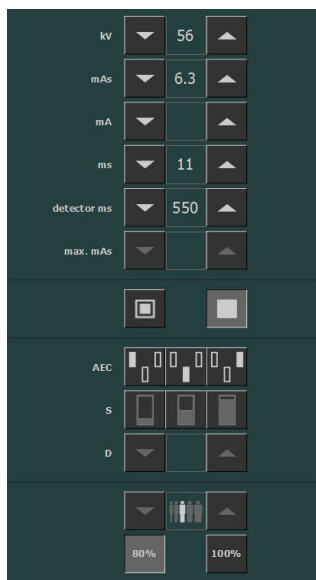 kV 56
mAs 6.3
mA
ms 11
detector ms 550
max. mAs
AEC
S
D
80% 100%